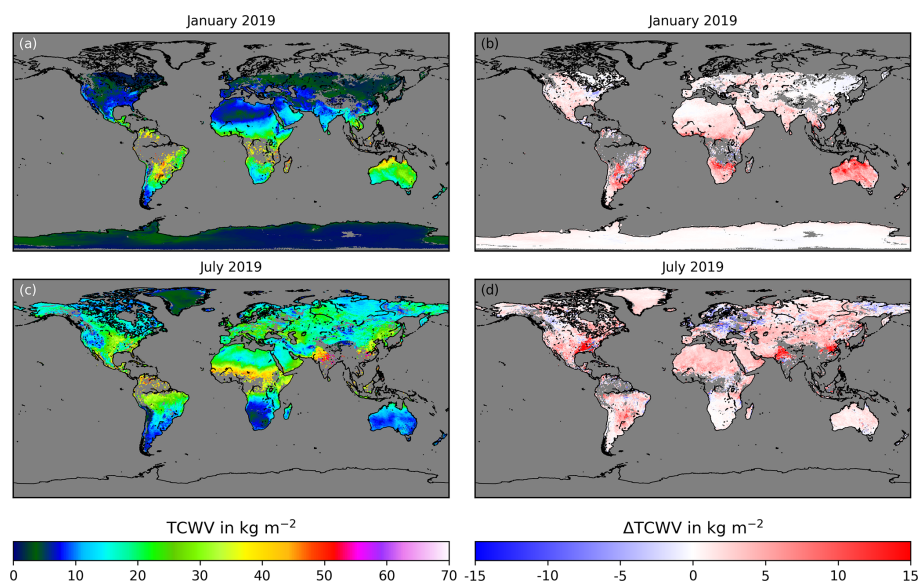 January 2019
January 2019
(a)
(b)
July 2019
July 2019
(c)
(d)
TCWV in kg m⁻²
ΔTCWV in kg m⁻²
0 10 20 30 40 50 60 70
-15 -10 -5 0 5 10 15